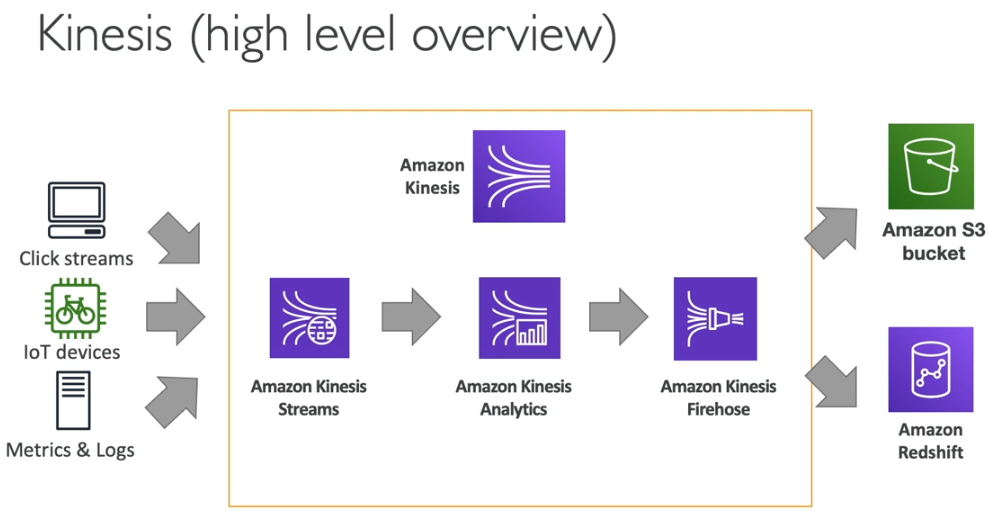 Kinesis (high level overview)
Amazon
Kinesis
Click streams
IoT devices
Metrics & Logs
Amazon Kinesis
Streams
Amazon Kinesis
Analytics
Amazon Kinesis
Firehose
Amazon S3
bucket
Amazon
Redshift